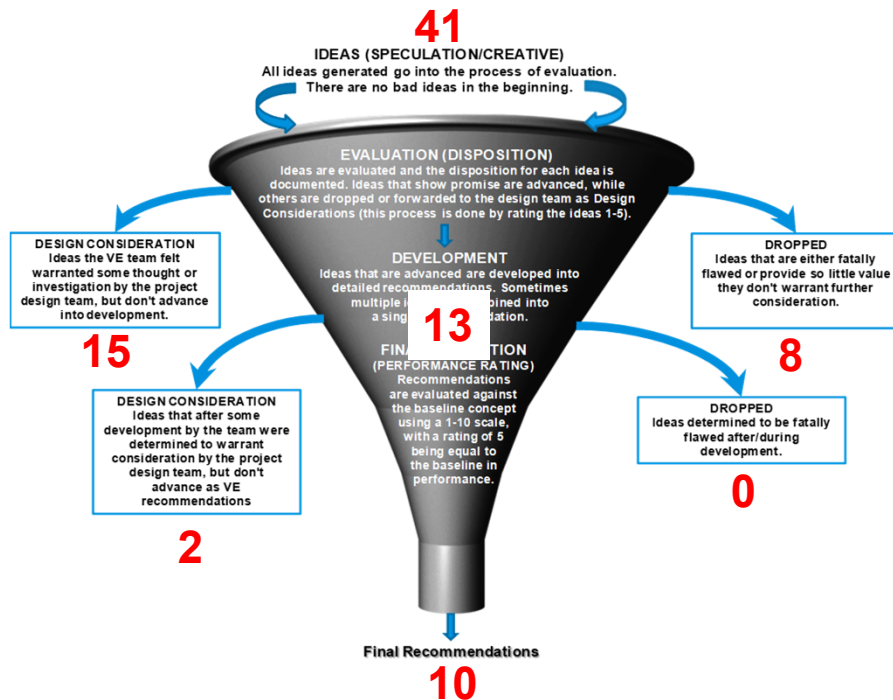 41
IDEAS (SPECULATION/CREATIVE)
All ideas generated go into the process of evaluation.
There are no bad ideas in the beginning.
EVALUATION (DISPOSITION)
Ideas are evaluated and the disposition for each idea is
documented. Ideas that show promise are advanced, while
others are dropped or forwarded to the design team as Design
Considerations (this process is done by rating the ideas 1-5).
DESIGN CONSIDERATION
Ideas the VE team felt
warranted some thought or
investigation by the project
design team, but don't advance
into development.
15
DROPPED
Ideas that are either fatally
flawed or provide so little value
they don't warrant further
consideration.
8
DEVELOPMENT
Ideas that are advanced are developed into
detailed recommendations. Sometimes
multiple into
a
13
(PERFORMANCE RATING)
Recommendations
are evaluated against
the baseline concept
using a 1-10 scale,
with a rating of 5
being equal to
the baseline in
performance.
DESIGN CONSIDERATION
Ideas that after some
development by the team were
determined to warrant
consideration by the project
design team, but don't
advance as VE
recommendations
2
DROPPED
Ideas determined to be fatally
flawed after/during
development.
0
Final Recommendations
10